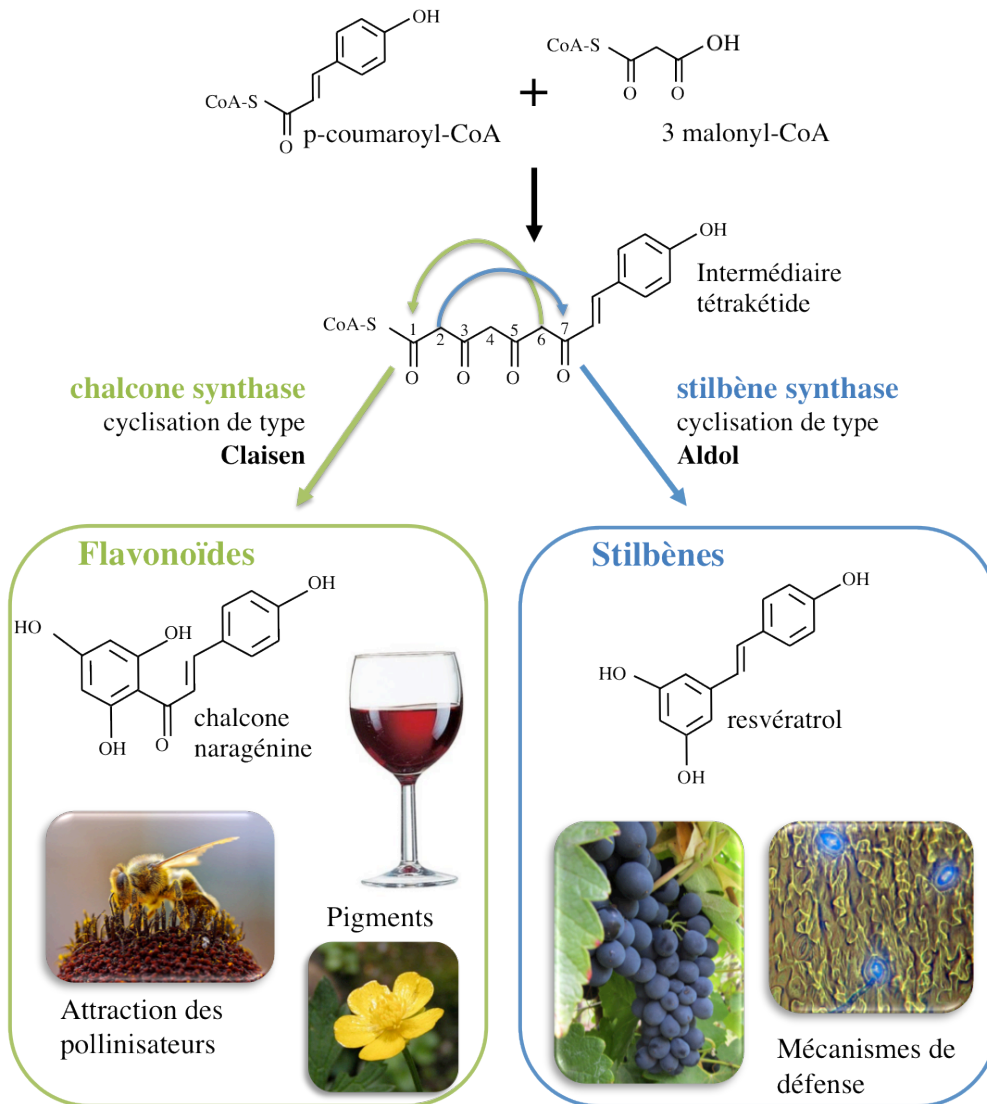 OH
CoA-S
O
p-coumaroyl-CoA
+
CoA-S
OH
O
O
3 malonyl-CoA
OH
Intermédiaire
tétrakétide
CoA-S
1
2
3
4
5
6
7
O
O
O
O
chalcone synthase
cyclisation de type
Claisen
stilbène synthase
cyclisation de type
Aldol
Flavonoïdes
OH
HO
OH
OH
O
chalcone
naragénine
Pigments
Attraction des
pollinisateurs
Stilbènes
OH
HO
OH
resvératrol
Mécanismes de
défense